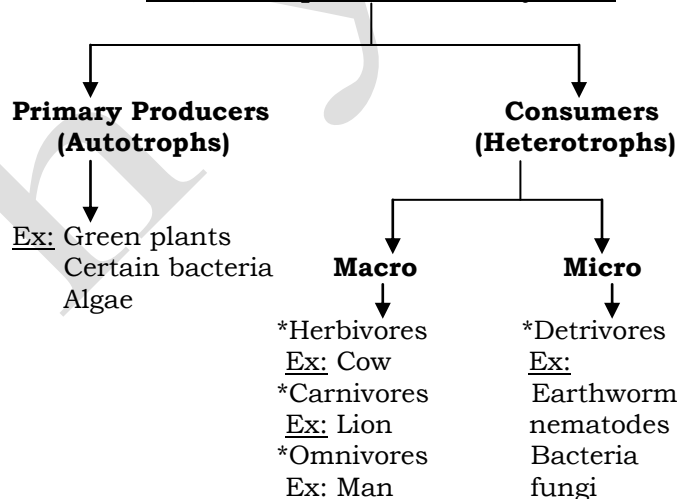 Primary Producers
(Autotrophs)
Ex: Green plants
Certain bacteria
Algae
Consumers
(Heterotrophs)
Macro
*Herbivores
Ex: Cow
*Carnivores
Ex: Lion
*Omnivores
Ex: Man
Micro
*Detrivores
Ex:
Earthworm
nematodes
Bacteria
fungi